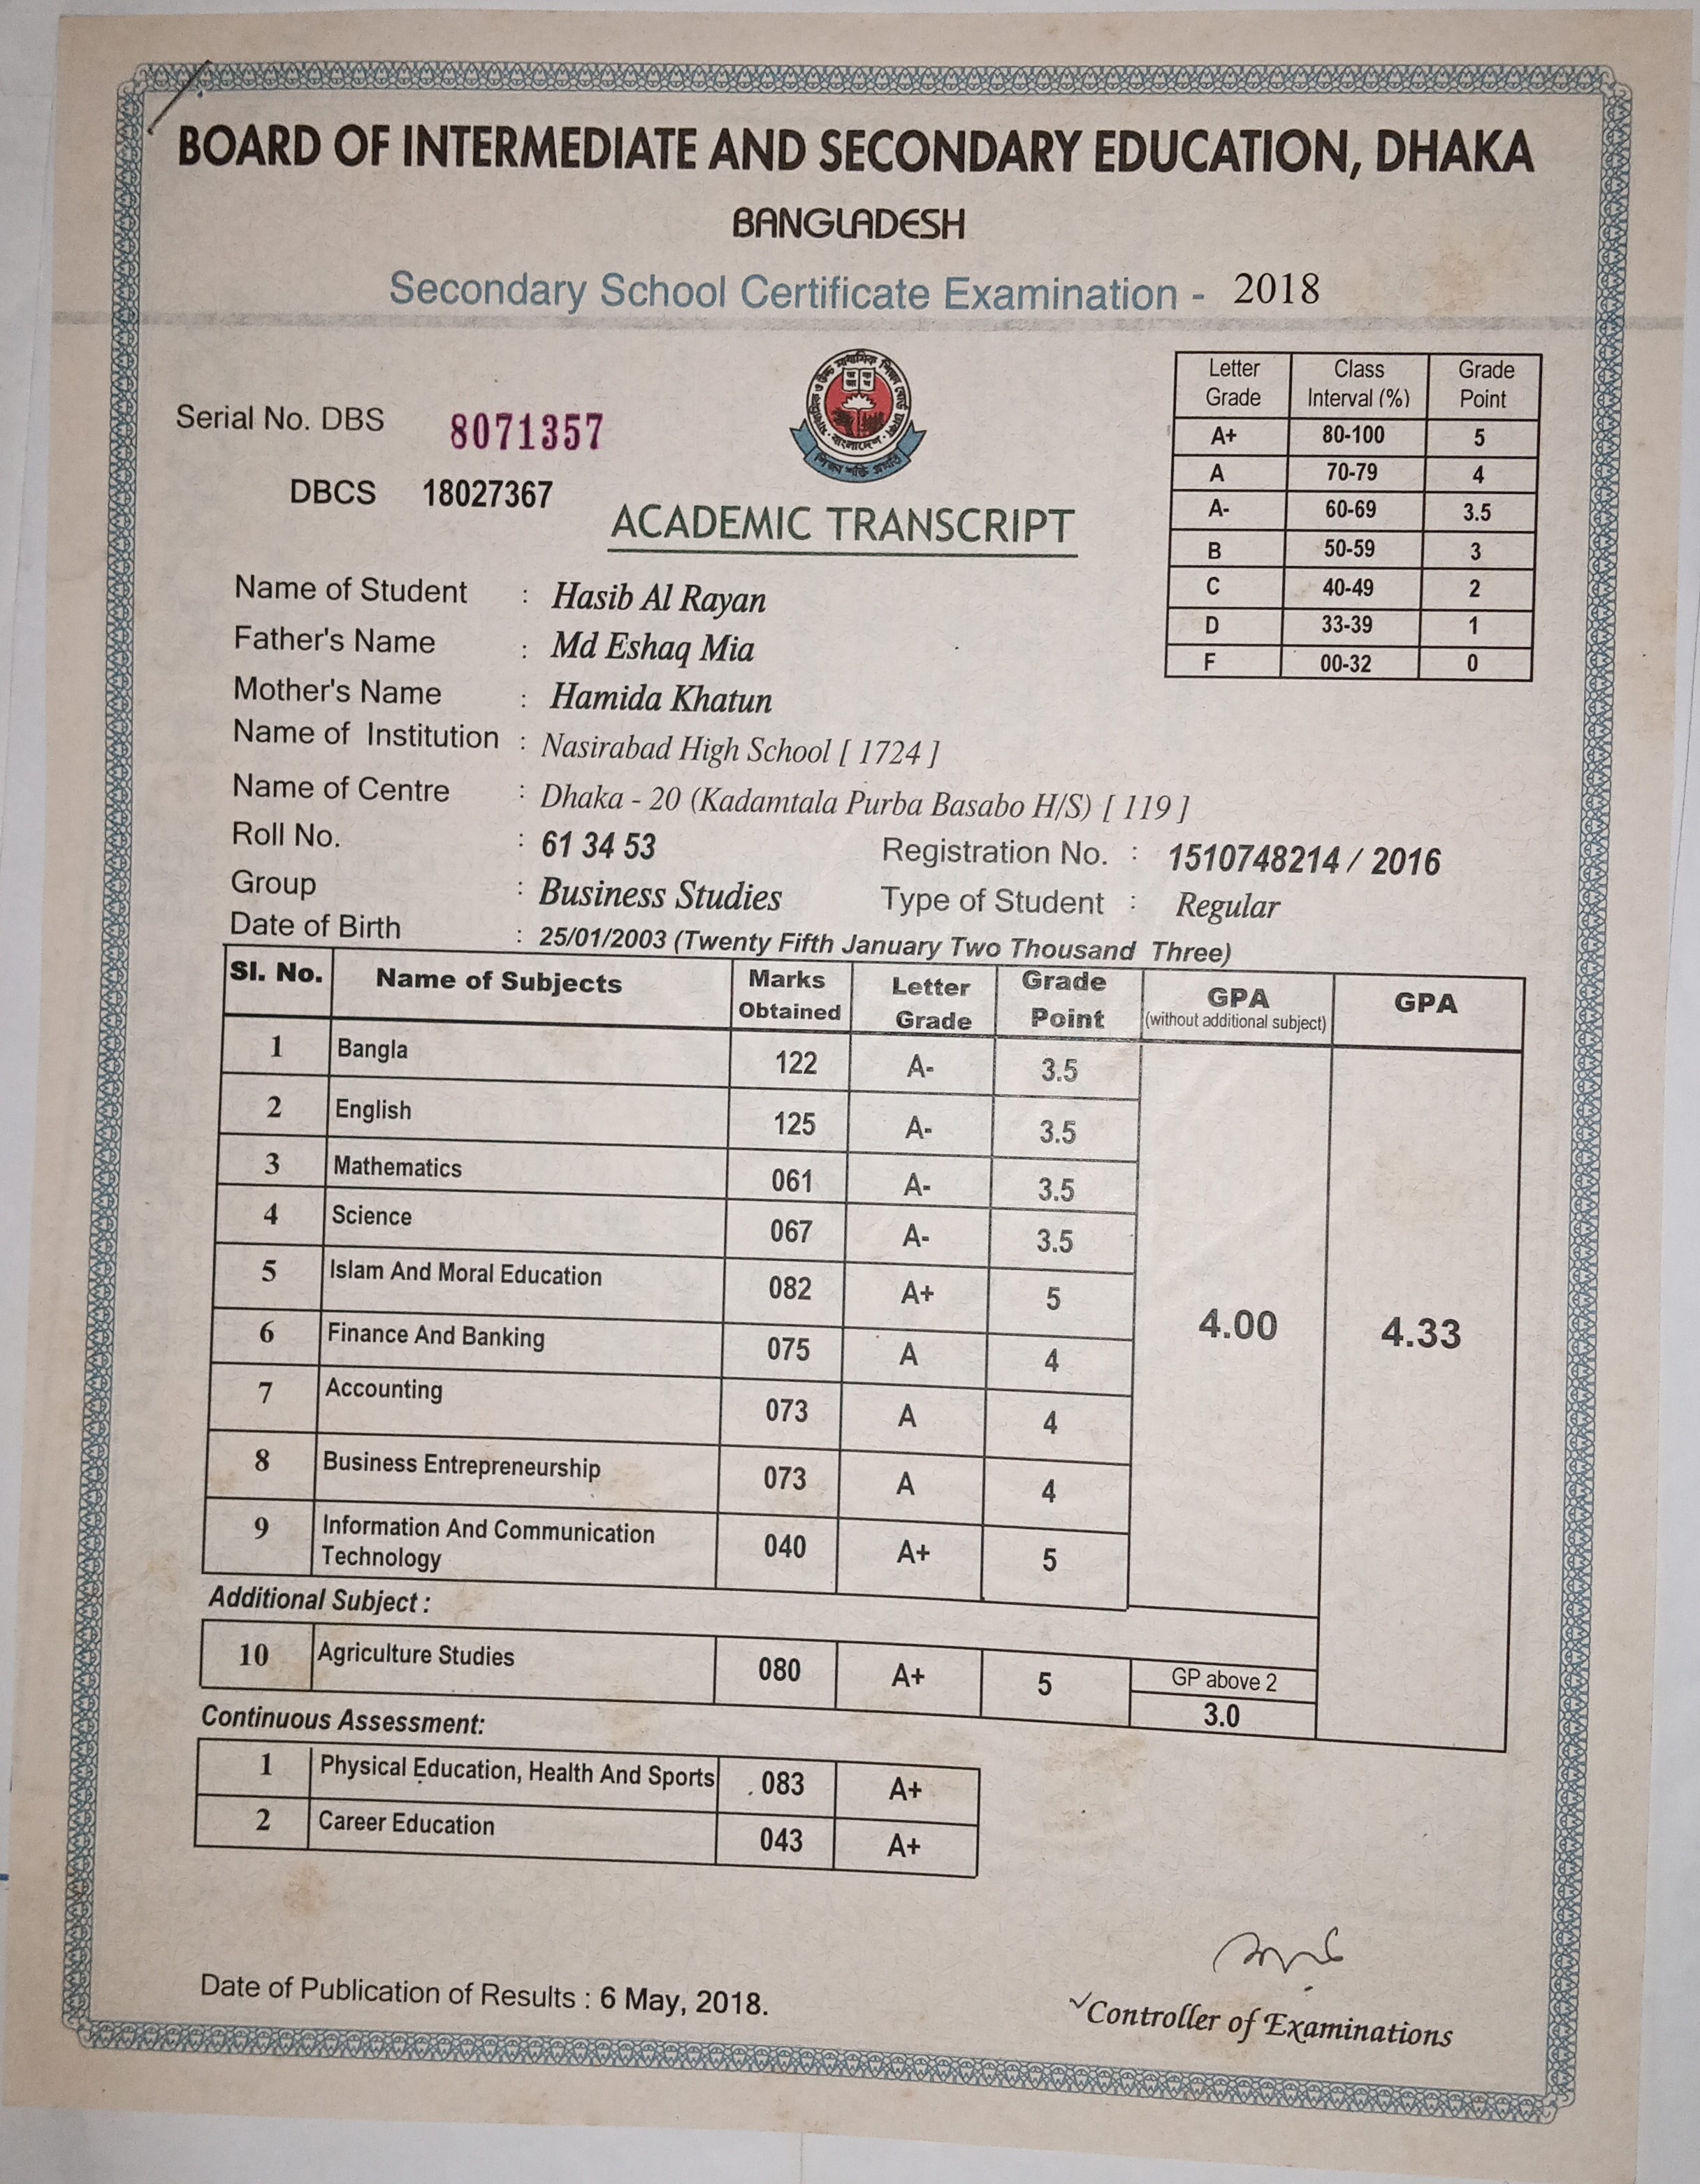 BOARD OF INTERMEDIATE AND SECONDARY EDUCATION, DHAKA
BANGLADESH
Secondary School Certificate Examination - 2018
Serial No. DBS 8071357
DBCS 18027367
ACADEMIC TRANSCRIPT
Letter Grade Class Interval (%) Grade Point
A+ 80-100 5
A 70-79 4
A- 60-69 3.5
B 50-59 3
C 40-49 2
D 33-39 1
F 00-32 0
Name of Student : Hasib Al Rayan
Father's Name : Md Eshaq Mia
Mother's Name : Hamida Khatun
Name of Institution : Nasirabad High School [ 1724 ]
Name of Centre : Dhaka - 20 (Kadamtala Purba Basabo H/S) [ 119 ]
Roll No. : 61 34 53 Registration No. : 1510748214 / 2016
Group : Business Studies Type of Student : Regular
Date of Birth : 25/01/2003 (Twenty Fifth January Two Thousand Three)
Sl. No. Name of Subjects Marks Obtained Letter Grade Grade Point GPA (without additional subject) GPA
1 Bangla 122 A- 3.5
2 English 125 A- 3.5
3 Mathematics 061 A- 3.5
4 Science 067 A- 3.5
5 Islam And Moral Education 082 A+ 5
6 Finance And Banking 075 A 4 4.00 4.33
7 Accounting 073 A 4
8 Business Entrepreneurship 073 A 4
9 Information And Communication Technology 040 A+ 5
Additional Subject :
10 Agriculture Studies 080 A+ 5 GP above 2
3.0
Continuous Assessment:
1 Physical Education, Health And Sports 083 A+
2 Career Education 043 A+
Date of Publication of Results : 6 May, 2018.
Controller of Examinations